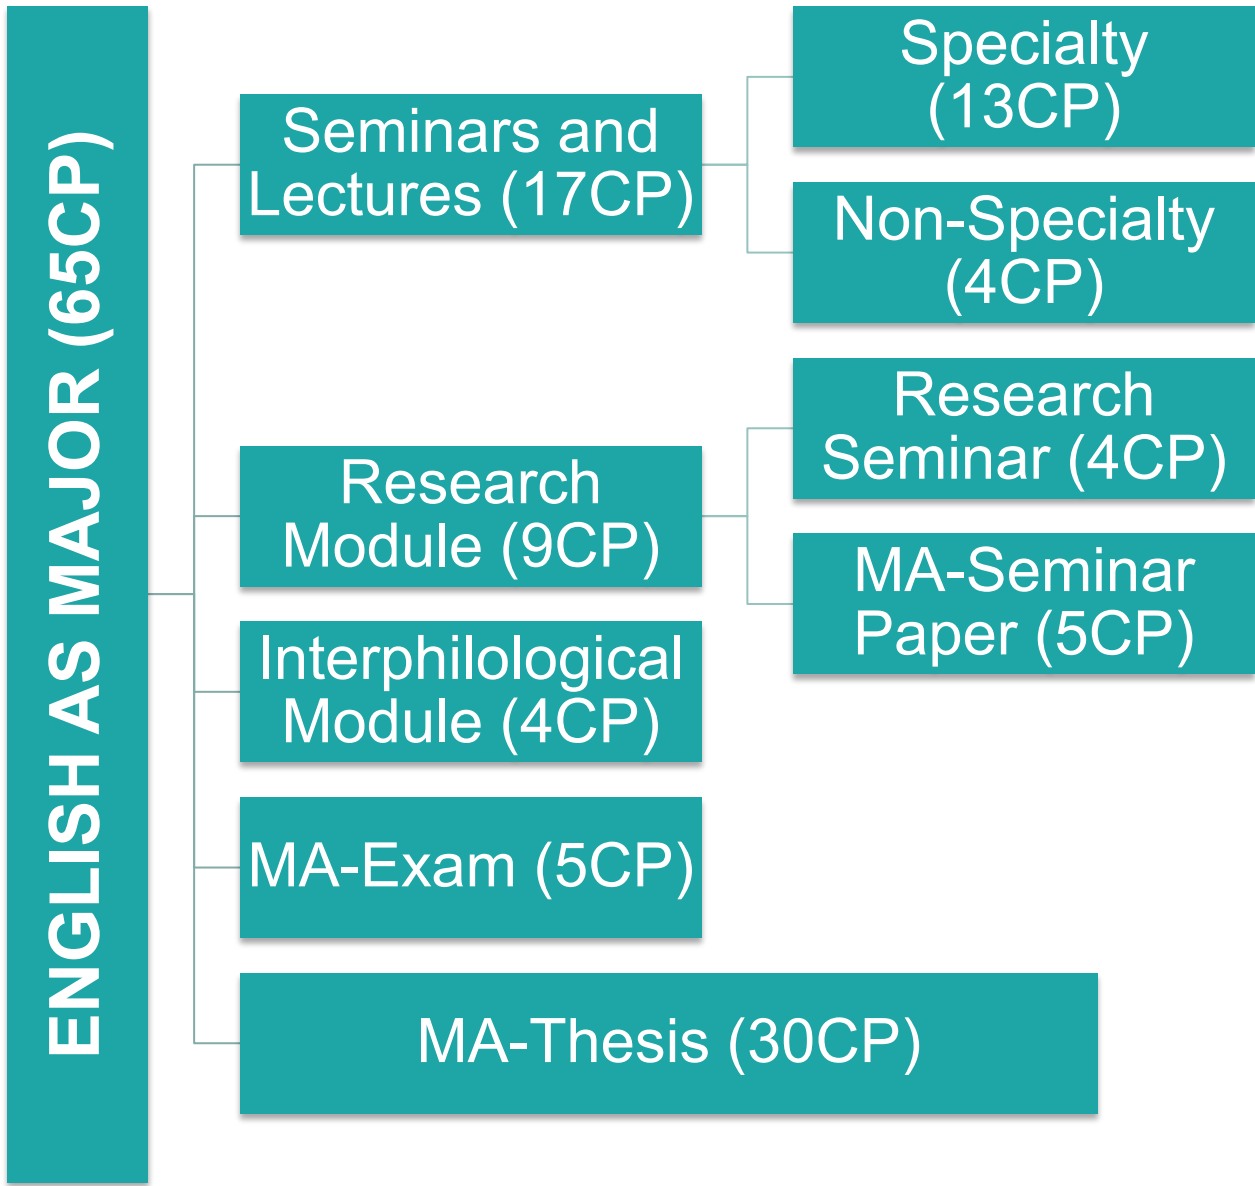 ENGLISH AS MAJOR (65CP)
Seminars and
Lectures (17CP)
Specialty
(13CP)
Non-Specialty
(4CP)
Research
Module (9CP)
Research
Seminar (4CP)
MA-Seminar
Paper (5CP)
Interphilological
Module (4CP)
MA-Exam (5CP)
MA-Thesis (30CP)